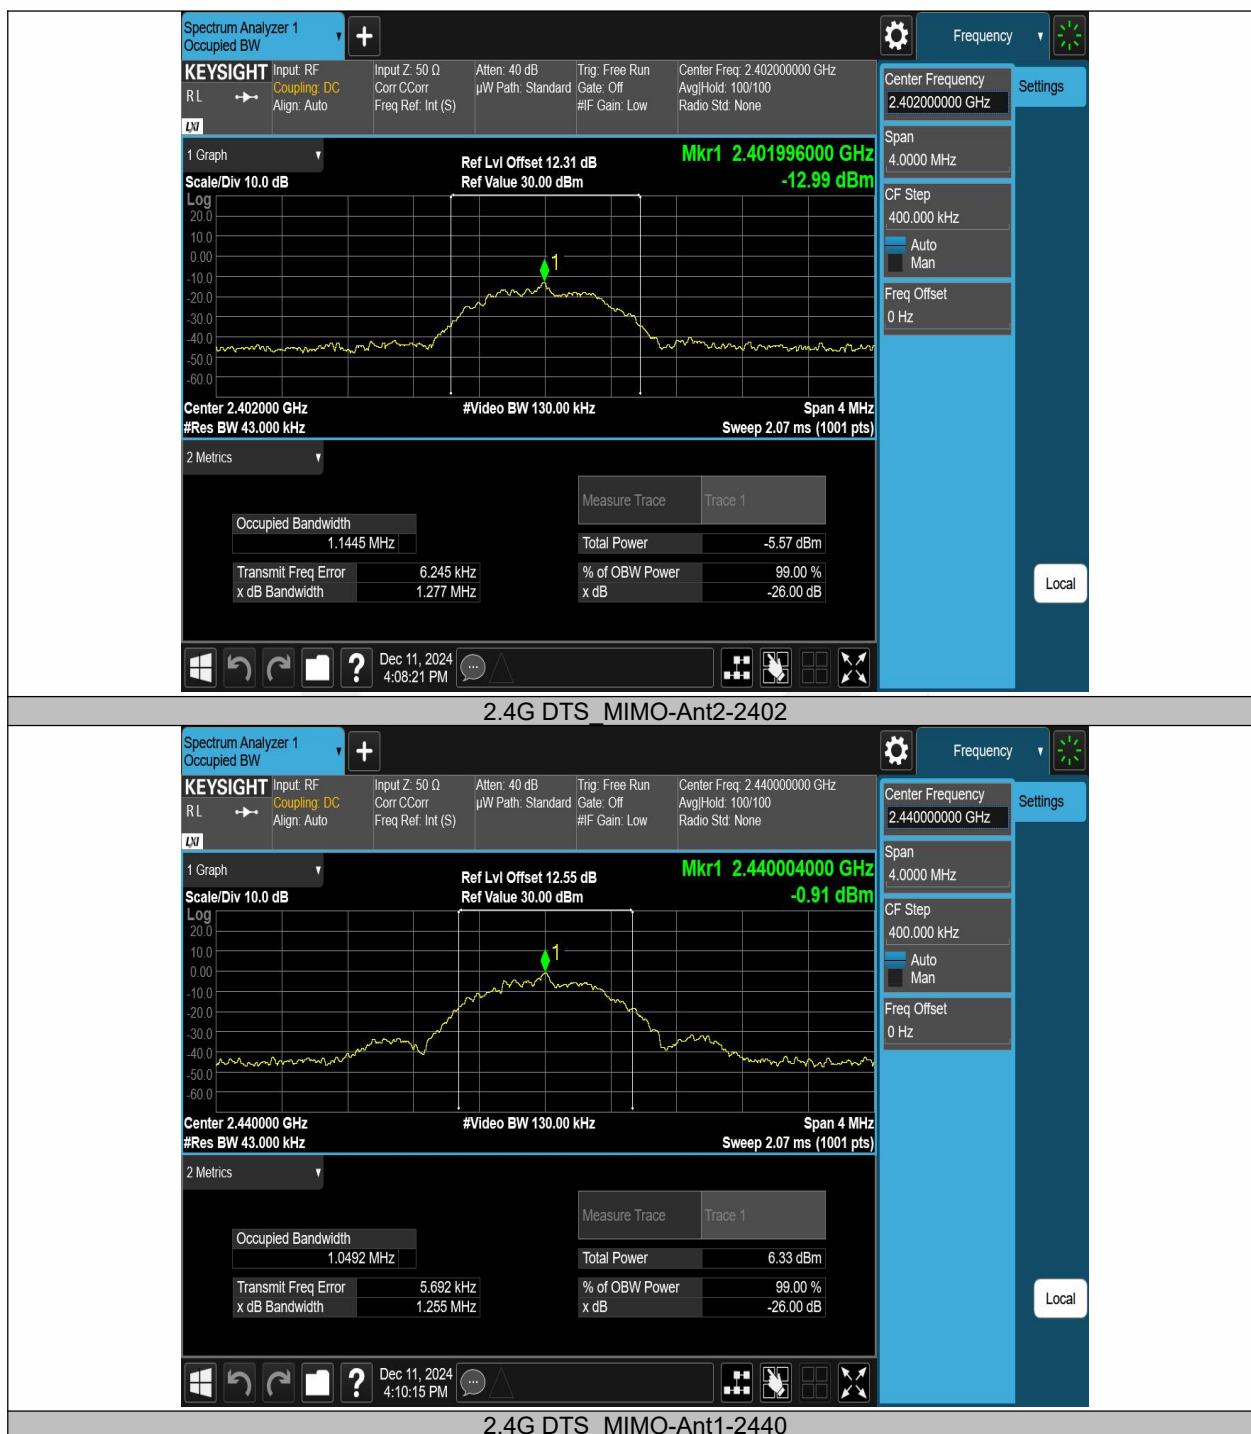 Spectrum Analyzer 1
Occupied BW
Frequency
KEYSIGHT
RL
LXI
Input: RF
Coupling: DC
Align: Auto
Input Z: 50 Ω
Corr CCorr
Freq Ref: Int (S)
Atten: 40 dB
µW Path: Standard
Trig: Free Run
Gate: Off
#IF Gain: Low
Center Freq: 2.402000000 GHz
Avg|Hold: 100/100
Radio Std: None
Center Frequency
2.402000000 GHz
Settings
Span
4.0000 MHz
CF Step
400.000 kHz
Auto
Man
Freq Offset
0 Hz
Local
1 Graph
Scale/Div 10.0 dB
Ref Lvl Offset 12.31 dB
Ref Value 30.00 dBm
Mkr1 2.401996000 GHz
-12.99 dBm
Log
20.0
10.0
0.00
-10.0
-20.0
-30.0
-40.0
-50.0
-60.0
1
Center 2.402000 GHz
#Video BW 130.00 kHz
Span 4 MHz
#Res BW 43.000 kHz
Sweep 2.07 ms (1001 pts)
2 Metrics
Measure Trace Trace 1
Occupied Bandwidth
1.1445 MHz
Total Power -5.57 dBm
Transmit Freq Error 6.245 kHz
% of OBW Power 99.00 %
x dB Bandwidth 1.277 MHz
x dB -26.00 dB
?
Dec 11, 2024
4:08:21 PM
2.4G DTS_MIMO-Ant2-2402
Spectrum Analyzer 1
Occupied BW
Frequency
KEYSIGHT
RL
LXI
Input: RF
Coupling: DC
Align: Auto
Input Z: 50 Ω
Corr CCorr
Freq Ref: Int (S)
Atten: 40 dB
µW Path: Standard
Trig: Free Run
Gate: Off
#IF Gain: Low
Center Freq: 2.440000000 GHz
Avg|Hold: 100/100
Radio Std: None
Center Frequency
2.440000000 GHz
Settings
Span
4.0000 MHz
CF Step
400.000 kHz
Auto
Man
Freq Offset
0 Hz
Local
1 Graph
Scale/Div 10.0 dB
Ref Lvl Offset 12.55 dB
Ref Value 30.00 dBm
Mkr1 2.440004000 GHz
-0.91 dBm
Log
20.0
10.0
0.00
-10.0
-20.0
-30.0
-40.0
-50.0
-60.0
1
Center 2.440000 GHz
#Video BW 130.00 kHz
Span 4 MHz
#Res BW 43.000 kHz
Sweep 2.07 ms (1001 pts)
2 Metrics
Measure Trace Trace 1
Occupied Bandwidth
1.0492 MHz
Total Power 6.33 dBm
Transmit Freq Error 5.692 kHz
% of OBW Power 99.00 %
x dB Bandwidth 1.255 MHz
x dB -26.00 dB
?
Dec 11, 2024
4:10:15 PM
2.4G DTS_MIMO-Ant1-2440